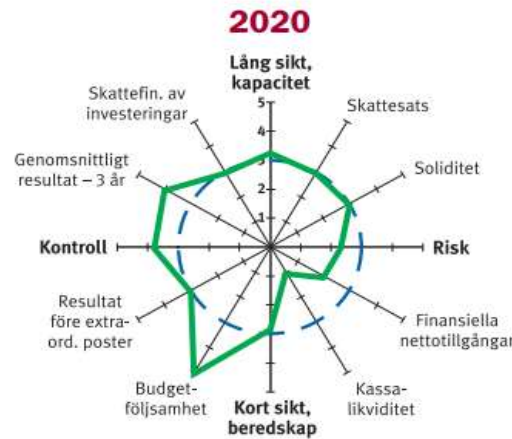 2020
Lång sikt,
kapacitet
Skattefin. av
investeringar
Skattesats
Genomsnittligt
resultat – 3 år
Soliditet
5
4
3
2
1
Kontroll
Risk
Resultat
före extra-
ord. poster
Finansiella
nettotillgångar
Budget-
följsamhet
Kort sikt,
beredskap
Kassa-
likviditet